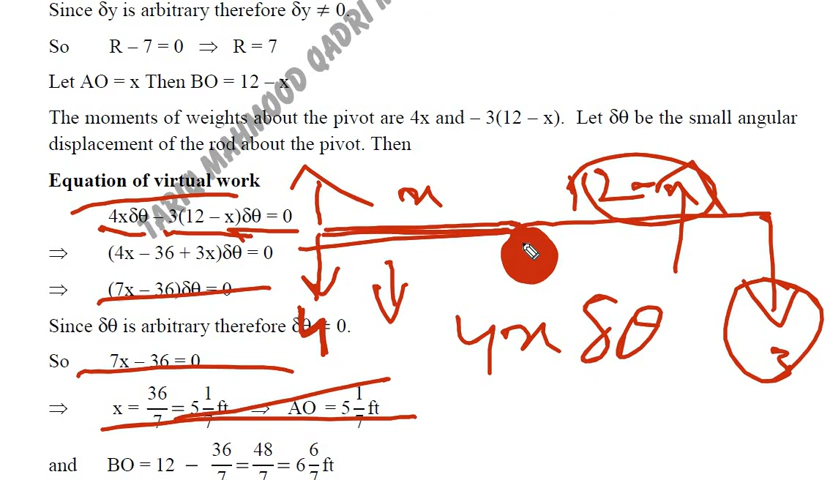 Since δy is arbitrary therefore δy ≠ 0.
So R – 7 = 0 ⇒ R = 7
Let AO = x Then BO = 12 – x
The moments of weights about the pivot are 4x and – 3(12 – x). Let δθ be the small angular
displacement of the rod about the pivot. Then
Equation of virtual work
4xδθ – 3(12 – x)δθ = 0
⇒ (4x – 36 + 3x)δθ = 0
⇒ (7x – 36)δθ = 0
Since δθ is arbitrary therefore δθ ≠ 0.
So 7x – 36 = 0
⇒ x = 36/7 = 5 1/7 ft ⇒ AO = 5 1/7 ft
and BO = 12 – 36/7 = 48/7 = 6 6/7 ft
TARIQ MAHMOOD QADRI
x
12 – x
4
4x δθ
3